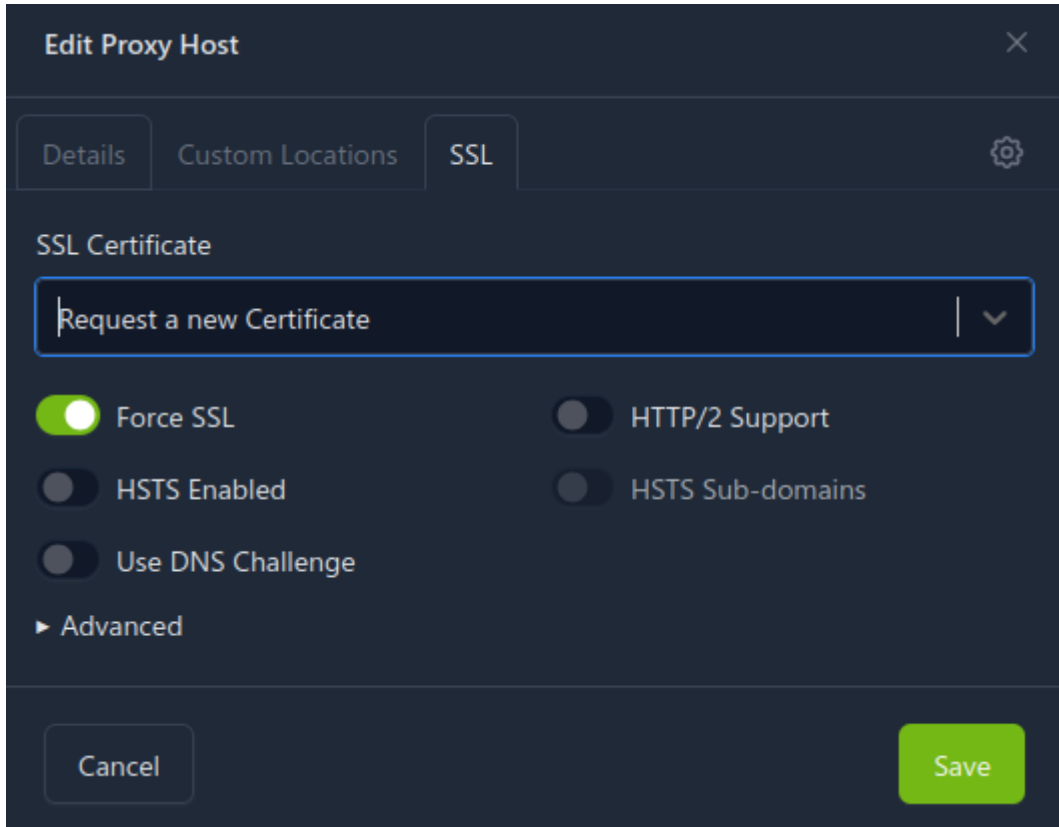 Edit Proxy Host
Details Custom Locations SSL
SSL Certificate
Request a new Certificate
Force SSL HTTP/2 Support
HSTS Enabled HSTS Sub-domains
Use DNS Challenge
Advanced
Cancel Save